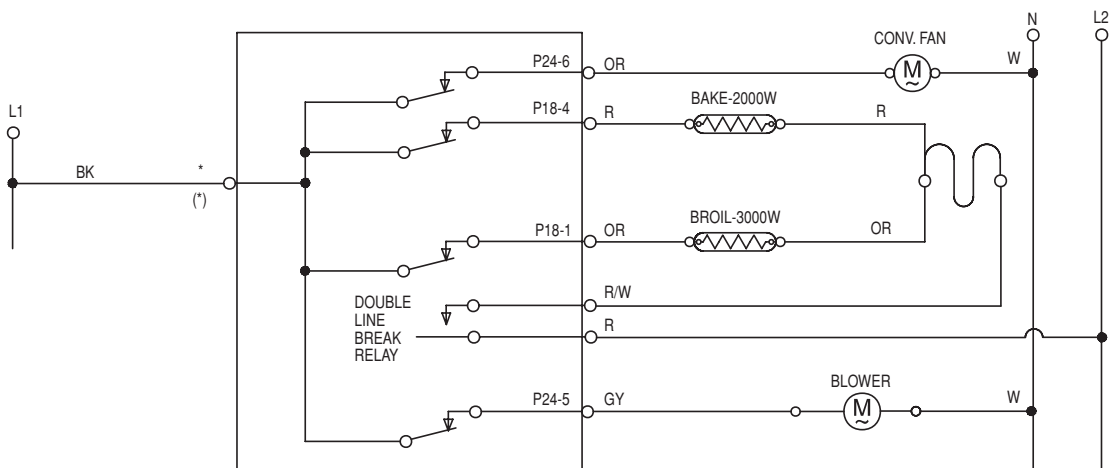 N
L2
CONV. FAN
P24-6
OR
M
~
W
P18-4
R
BAKE-2000W
R
L1
BK
*
(*)
P18-1
OR
BROIL-3000W
OR
DOUBLE
LINE
BREAK
RELAY
R/W
R
BLOWER
P24-5
GY
M
~
W